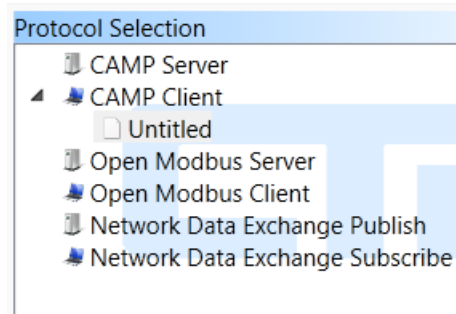 Protocol Selection
CAMP Server
CAMP Client
Untitled
Open Modbus Server
Open Modbus Client
Network Data Exchange Publish
Network Data Exchange Subscribe